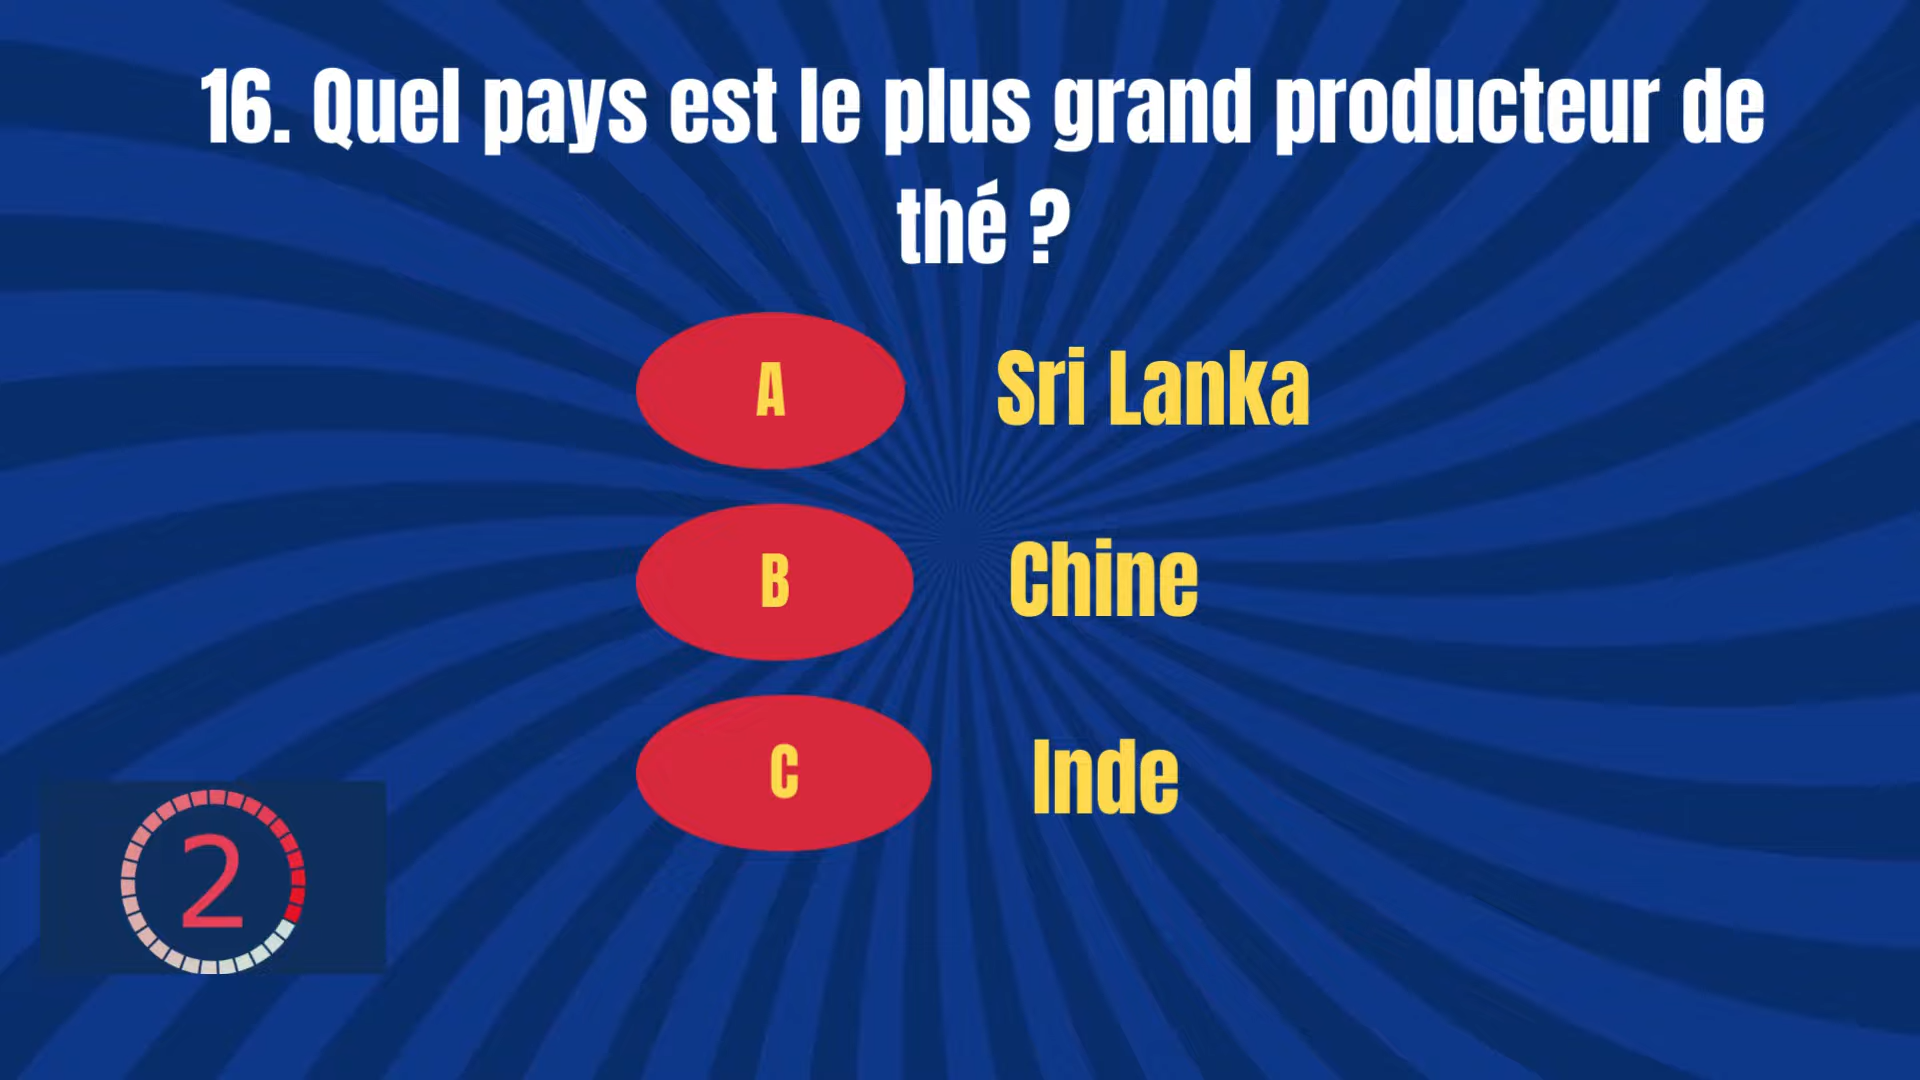 16. Quel pays est le plus grand producteur de
thé ?
A Sri Lanka
B Chine
C Inde
2